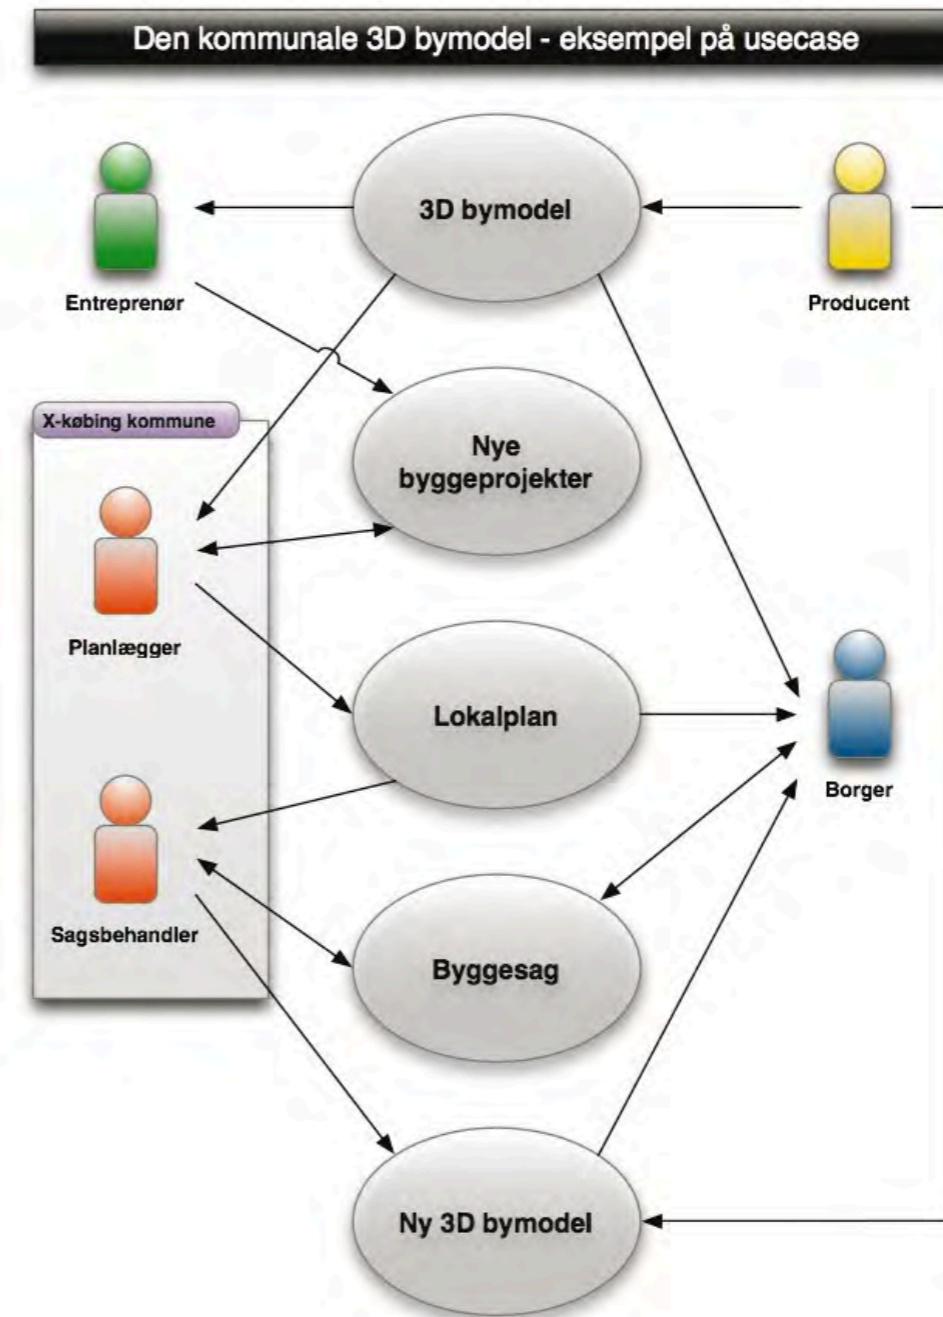 Den kommunale 3D bymodel - eksempel på usecase
3D bymodel
Entreprenør
Producent
X-købing kommune
Nye
byggeprojekter
Planlægger
Lokalplan
Borger
Sagsbehandler
Byggesag
Ny 3D bymodel